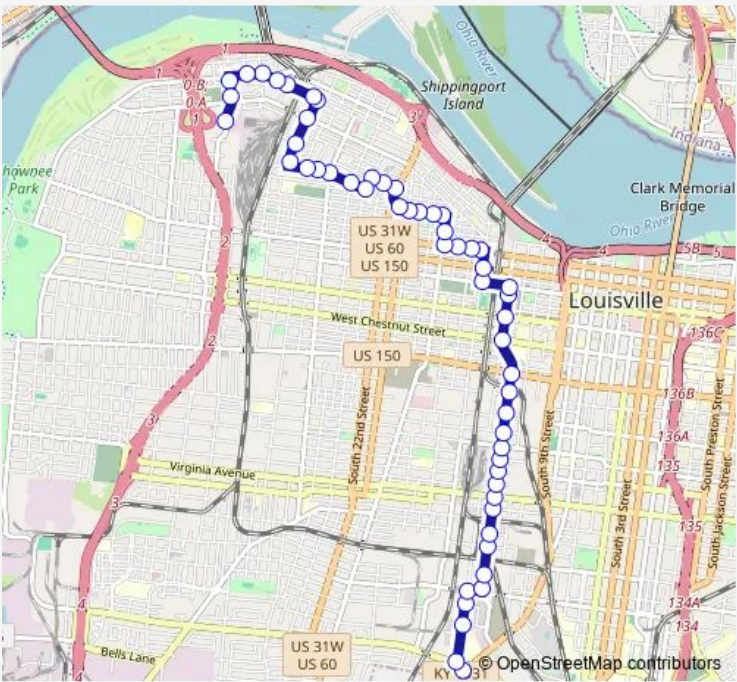 Ohio River
1
1
0 B
0 A
1
Shippingport
Island
3
Indiana
hawnee
Park
Clark Memorial
Bridge
Ohio River
2
US 31W
US 60
US 150
4
4
5B
5
Louisville
West Chestnut Street
136C
2
US 150
136B
South 22nd Street
South 9th Street
South 3rd Street
South Preston Street
South Jackson Street
3
136A
Virginia Avenue
135
3
135
4
134A
134
Bells Lane
US 31W
US 60
© OpenStreetMap contributors